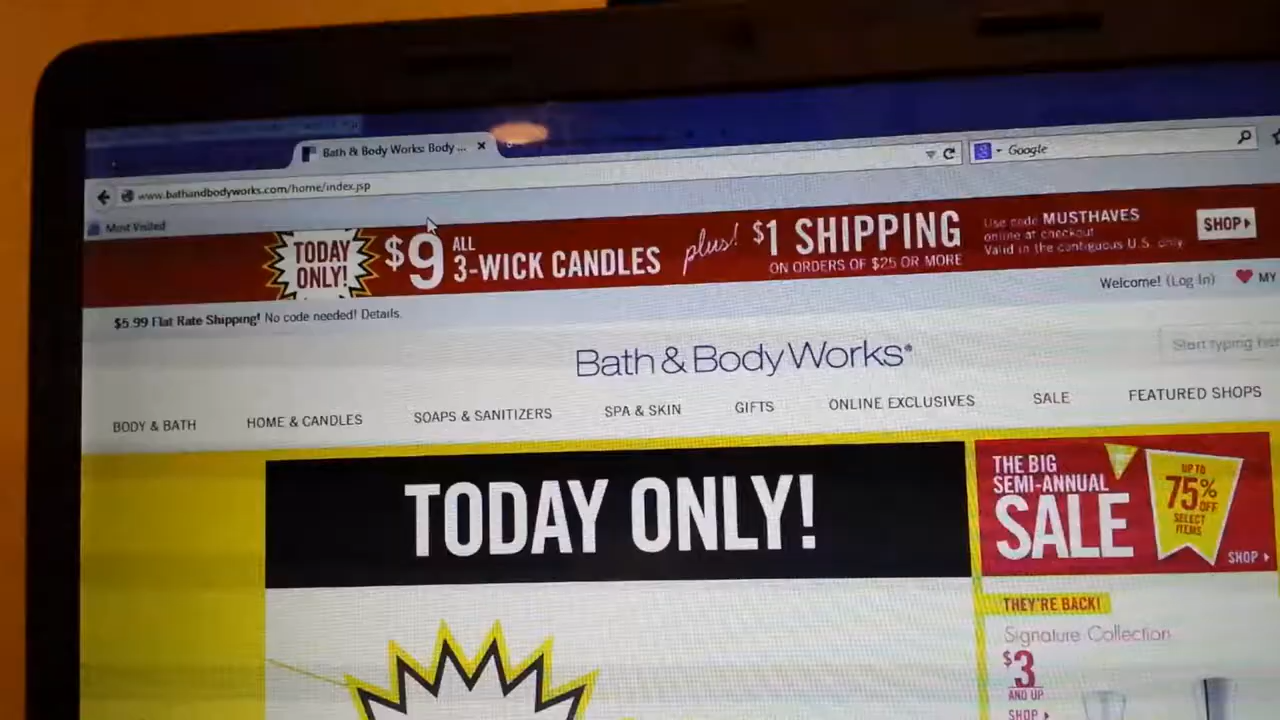 Bath & Body Works: Body ...
www.bathandbodyworks.com/home/index.jsp
Google
Most Visited
TODAY ONLY!
$9 ALL 3-WICK CANDLES
plus!
$1 SHIPPING
ON ORDERS OF $25 OR MORE
Use code MUSTHAVES
online at checkout
Valid in the contiguous U.S. only
SHOP
$5.99 Flat Rate Shipping! No code needed! Details.
Welcome! (Log In)
MY
Bath & Body Works®
Start typing her
BODY & BATH
HOME & CANDLES
SOAPS & SANITIZERS
SPA & SKIN
GIFTS
ONLINE EXCLUSIVES
SALE
FEATURED SHOPS
TODAY ONLY!
THE BIG
SEMI-ANNUAL
SALE
UP TO
75% OFF
SELECT
ITEMS
SHOP
THEY'RE BACK!
Signature Collection
$3
AND UP
SHOP